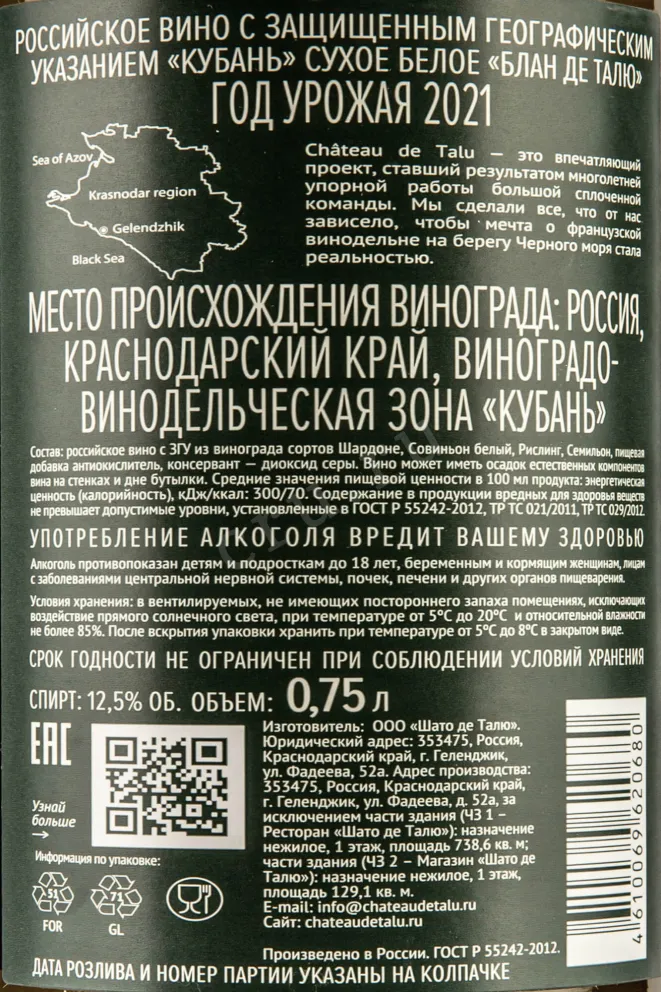 РОССИЙСКОЕ ВИНО С ЗАЩИЩЕННЫМ ГЕОГРАФИЧЕСКИМ
УКАЗАНИЕМ «КУБАНЬ» СУХОЕ БЕЛОЕ «БЛАН ДЕ ТАЛЮ»
ГОД УРОЖАЯ 2021
Sea of Azov
Krasnodar region
Gelendzhik
Black Sea
Château de Talu — это впечатляющий
проект, ставший результатом многолетней
упорной работы большой сплоченной
команды. Мы сделали все, что от нас
зависело, чтобы мечта о французской
винодельне на берегу Черного моря стала
реальностью.
МЕСТО ПРОИСХОЖДЕНИЯ ВИНОГРАДА: РОССИЯ,
КРАСНОДАРСКИЙ КРАЙ, ВИНОГРАДО-
ВИНОДЕЛЬЧЕСКАЯ ЗОНА «КУБАНЬ»
Состав: российское вино с ЗГУ из винограда сортов Шардоне, Совиньон белый, Рислинг, Семильон, пищевая
добавка антиокислитель, консервант — диоксид серы. Вино может иметь осадок естественных компонентов
вина на стенках и дне бутылки. Средние значения пищевой ценности в 100 мл продукта: энергетическая
ценность (калорийность), кДж/ккал: 300/70. Содержание в продукции вредных для здоровья веществ
не превышает допустимые уровни, установленные в ГОСТ Р 55242-2012, ТР ТС 021/2011, ТР ТС 029/2012.
УПОТРЕБЛЕНИЕ АЛКОГОЛЯ ВРЕДИТ ВАШЕМУ ЗДОРОВЬЮ
Алкоголь противопоказан детям и подросткам до 18 лет, беременным и кормящим женщинам, лицам
с заболеваниями центральной нервной системы, почек, печени и других органов пищеварения.
Условия хранения: в вентилируемых, не имеющих постороннего запаха помещениях, исключающих
воздействие прямого солнечного света, при температуре от 5°C до 20°C и относительной влажности
не более 85%. После вскрытия упаковки хранить при температуре от 5°C до 8°C в закрытом виде.
СРОК ГОДНОСТИ НЕ ОГРАНИЧЕН ПРИ СОБЛЮДЕНИИ УСЛОВИЙ ХРАНЕНИЯ
СПИРТ: 12,5% ОБ. ОБЪЕМ: 0,75 Л
EAC
Узнай
больше
→
Информация по упаковке:
51
FOR
71
GL
Изготовитель: ООО «Шато де Талю».
Юридический адрес: 353475, Россия,
Краснодарский край, г. Геленджик,
ул. Фадеева, 52а. Адрес производства:
353475, Россия, Краснодарский край,
г. Геленджик, ул. Фадеева, д. 52а, за
исключением части здания (ЧЗ 1 –
Ресторан «Шато де Талю»): назначение
нежилое, 1 этаж, площадь 738,6 кв. м;
части здания (ЧЗ 2 – Магазин «Шато де
Талю»): назначение нежилое, 1 этаж,
площадь 129,1 кв. м.
E-mail: info@chateaudetalu.ru
Сайт: chateaudetalu.ru
Произведено в России. ГОСТ Р 55242-2012.
4610069620680
ДАТА РОЗЛИВА И НОМЕР ПАРТИИ УКАЗАНЫ НА КОЛПАЧКЕ